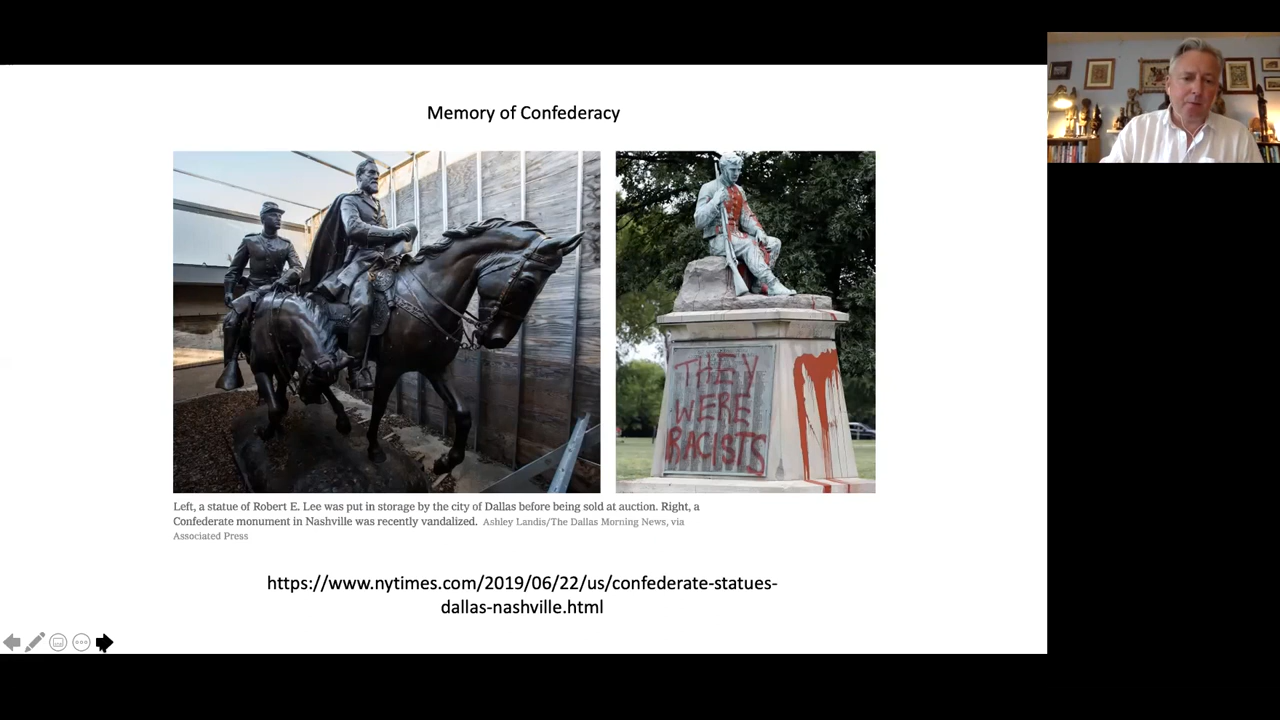 Memory of Confederacy
THEY
WERE
RACISTS
Left, a statue of Robert E. Lee was put in storage by the city of Dallas before being sold at auction. Right, a
Confederate monument in Nashville was recently vandalized. Ashley Landis/The Dallas Morning News, via
Associated Press
https://www.nytimes.com/2019/06/22/us/confederate-statues-
dallas-nashville.html